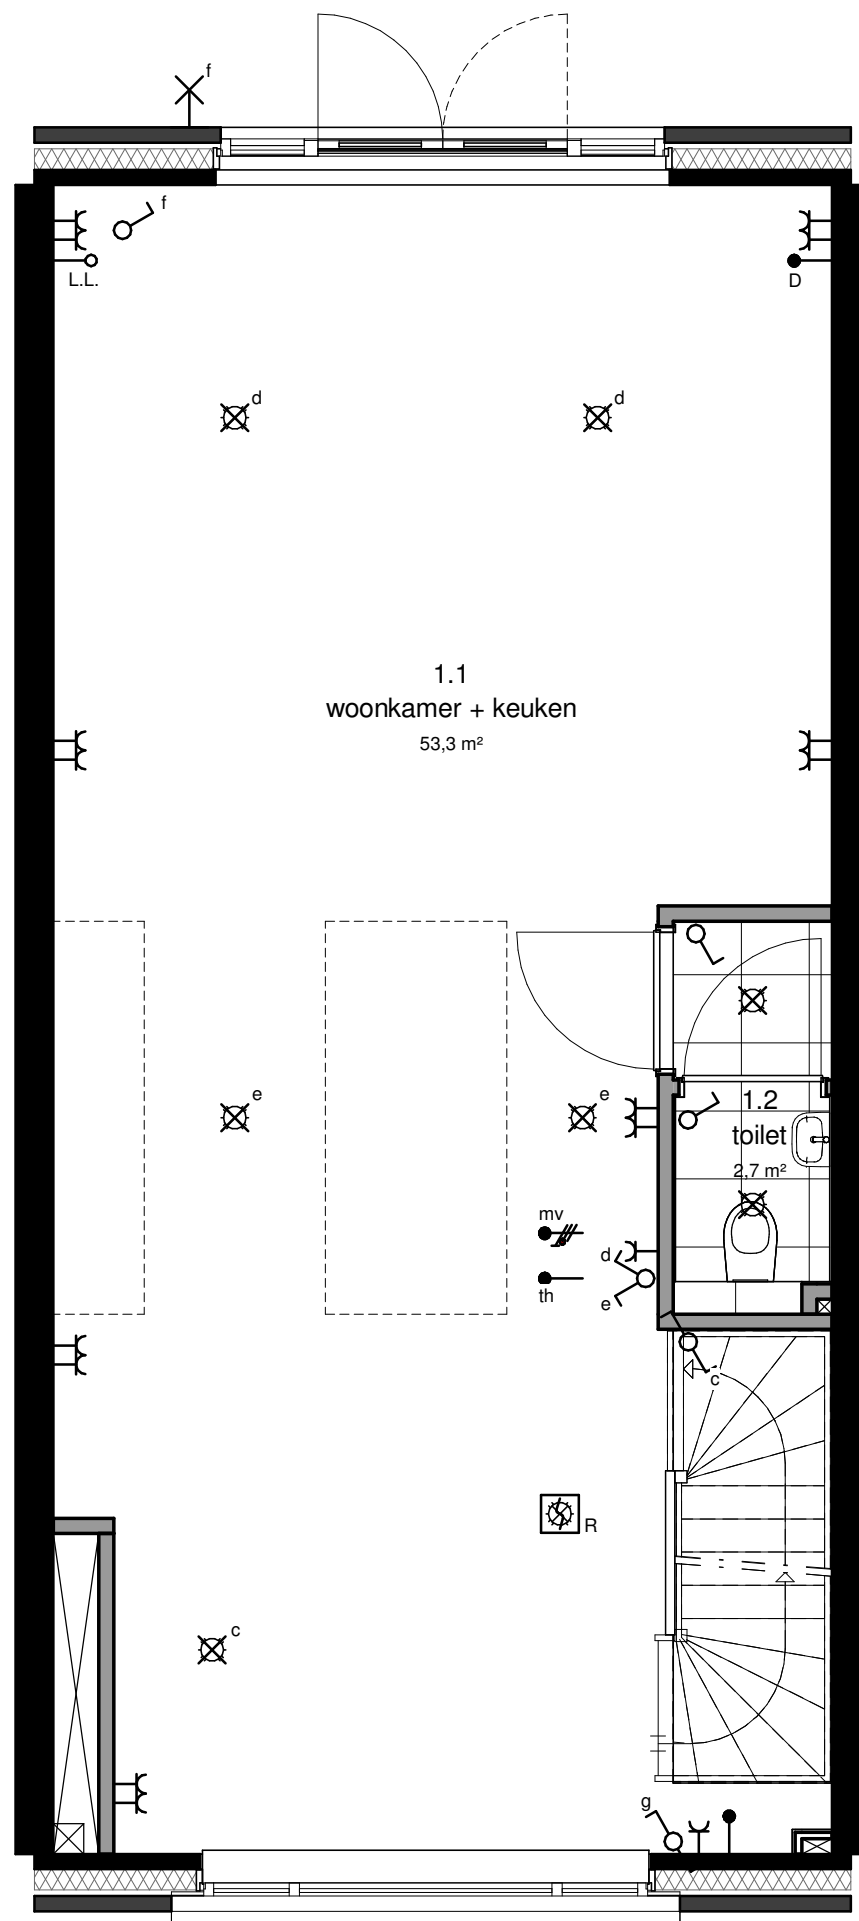 f
f
L.L.
D
d
d
1.1
woonkamer + keuken
53,3 m²
e
e
1.2
toilet
2,7 m²
mv
d
th
e
c
R
c
g